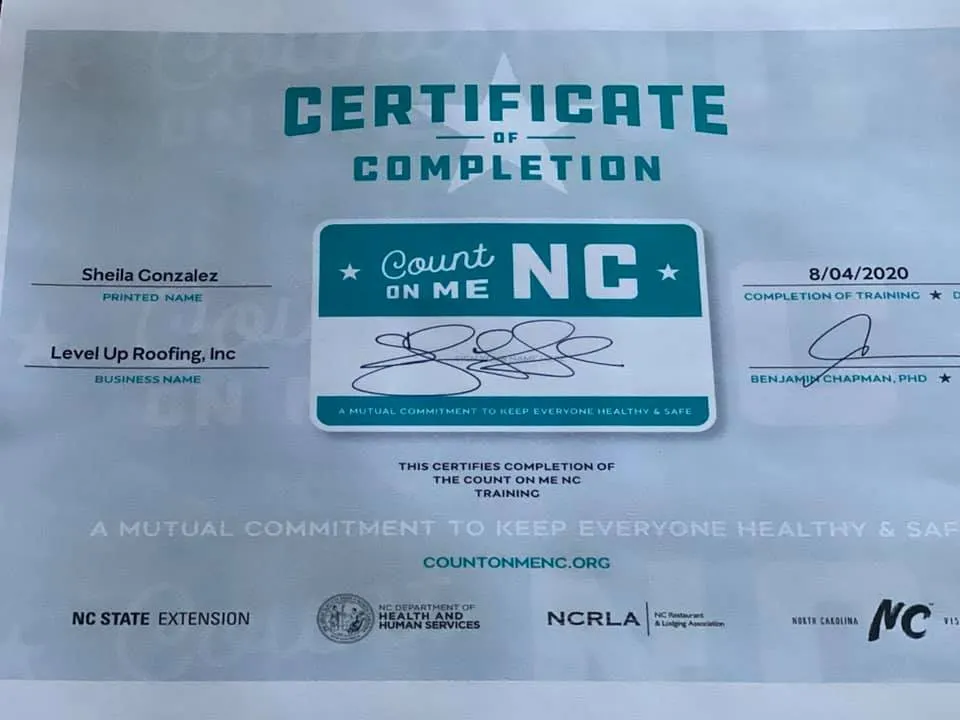 CERTIFICATE
OF
COMPLETION
Sheila Gonzalez
PRINTED NAME
Level Up Roofing, Inc
BUSINESS NAME
Count
ON ME NC
A MUTUAL COMMITMENT TO KEEP EVERYONE HEALTHY & SAFE
8/04/2020
COMPLETION OF TRAINING ★ D
BENJAMIN CHAPMAN, PHD ★
THIS CERTIFIES COMPLETION OF
THE COUNT ON ME NC
TRAINING
A MUTUAL COMMITMENT TO KEEP EVERYONE HEALTHY & SAF
COUNTONMENC.ORG
NC STATE EXTENSION
NC DEPARTMENT OF
HEALTH AND
HUMAN SERVICES
NCRLA
NC Restaurant
& Lodging Association
NORTH CAROLINA
NC
VIS